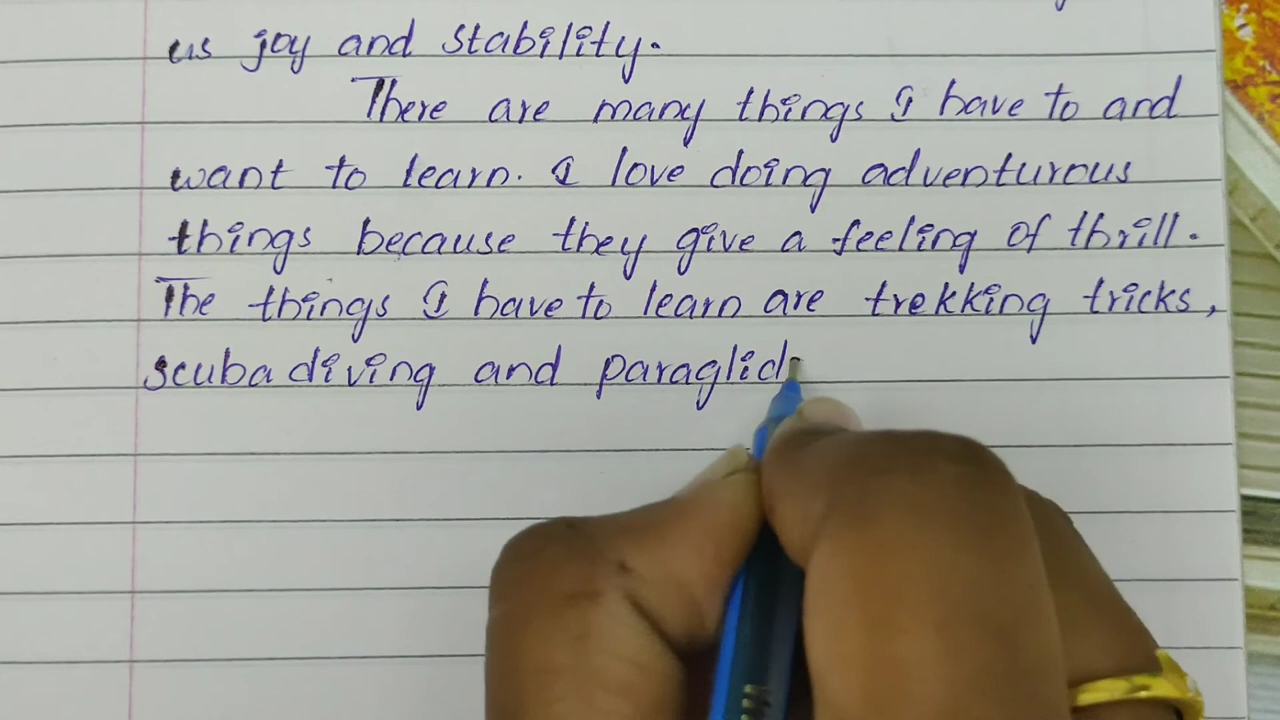 us joy and stability.
There are many things I have to and
want to learn. I love doing adventurous
things because they give a feeling of thrill.
The things I have to learn are trekking tricks,
scuba diving and paraglid